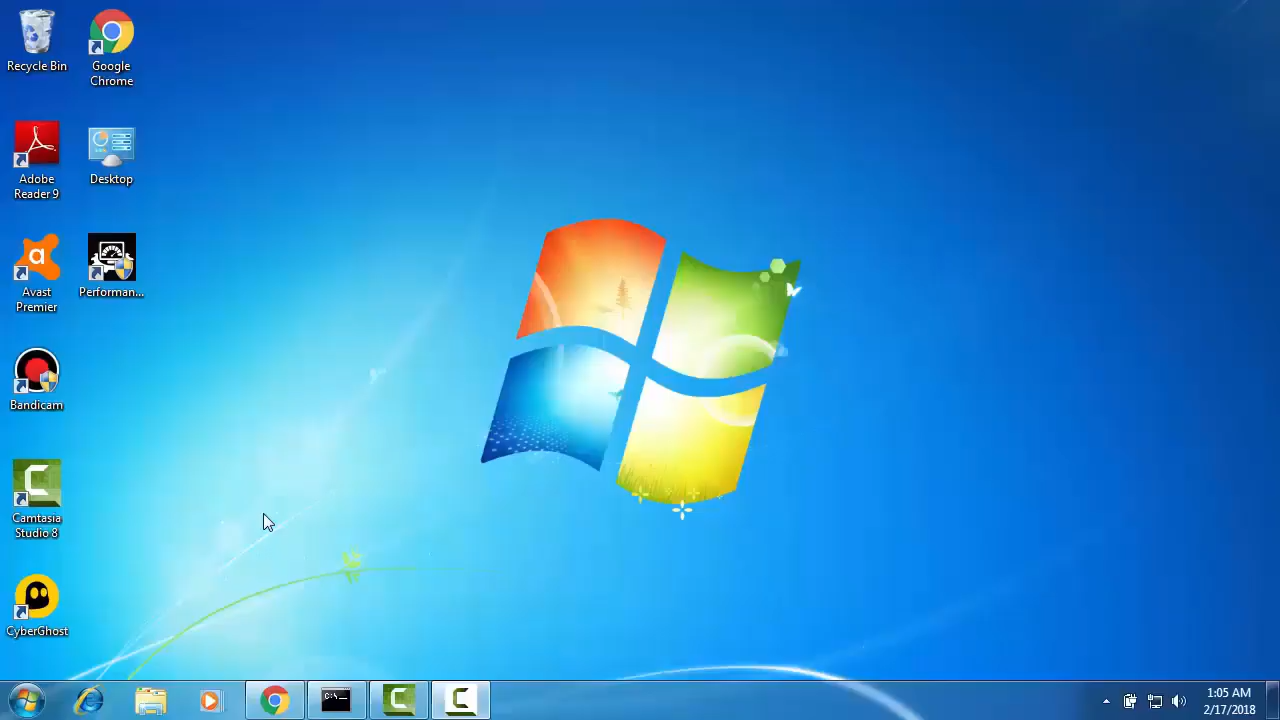 Recycle Bin
Google
Chrome
Adobe
Reader 9
Desktop
Avast
Premier
Performan...
Bandicam
Camtasia
Studio 8
CyberGhost
C:\
1:05 AM
2/17/2018